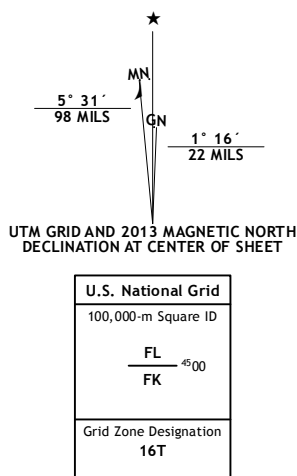 ★
MN
5° 31´
98 MILS
GN
1° 16´
22 MILS
UTM GRID AND 2013 MAGNETIC NORTH
DECLINATION AT CENTER OF SHEET
U.S. National Grid
100,000-m Square ID
FL
4500
FK
Grid Zone Designation
16T